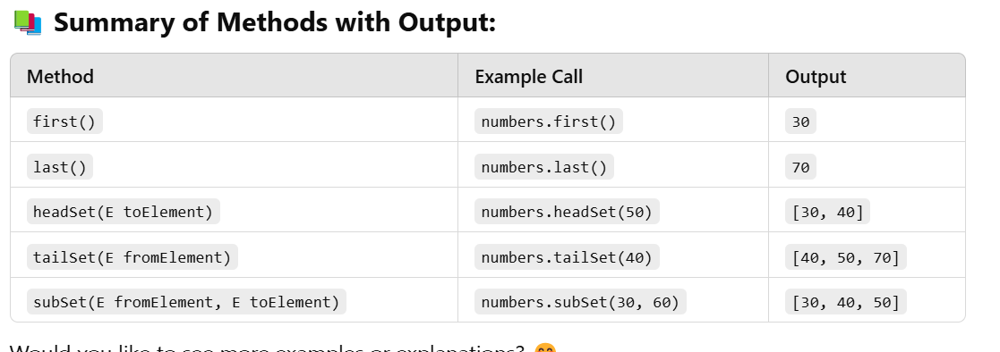 Summary of Methods with Output:
Method Example Call Output
first() numbers.first() 30
last() numbers.last() 70
headSet(E toElement) numbers.headSet(50) [30, 40]
tailSet(E fromElement) numbers.tailSet(40) [40, 50, 70]
subSet(E fromElement, E toElement) numbers.subSet(30, 60) [30, 40, 50]
Would you like to see more examples or explanations?